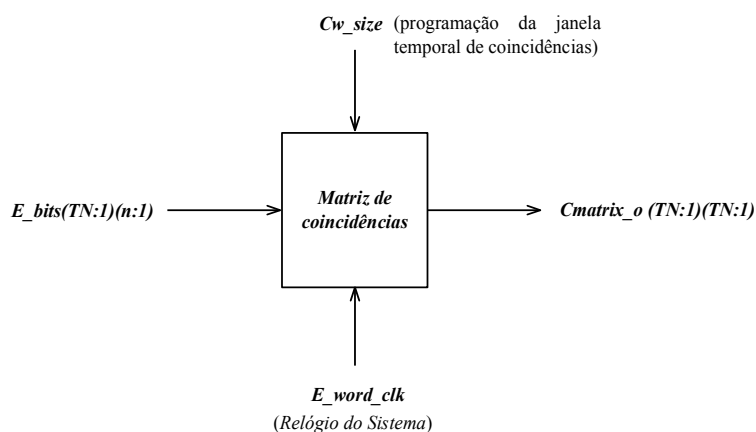 Cw_size (programação da janela
temporal de coincidências)
E_bits(TN:1)(n:1)
Matriz de
coincidências
Cmatrix_o (TN:1)(TN:1)
E_word_clk
(Relógio do Sistema)